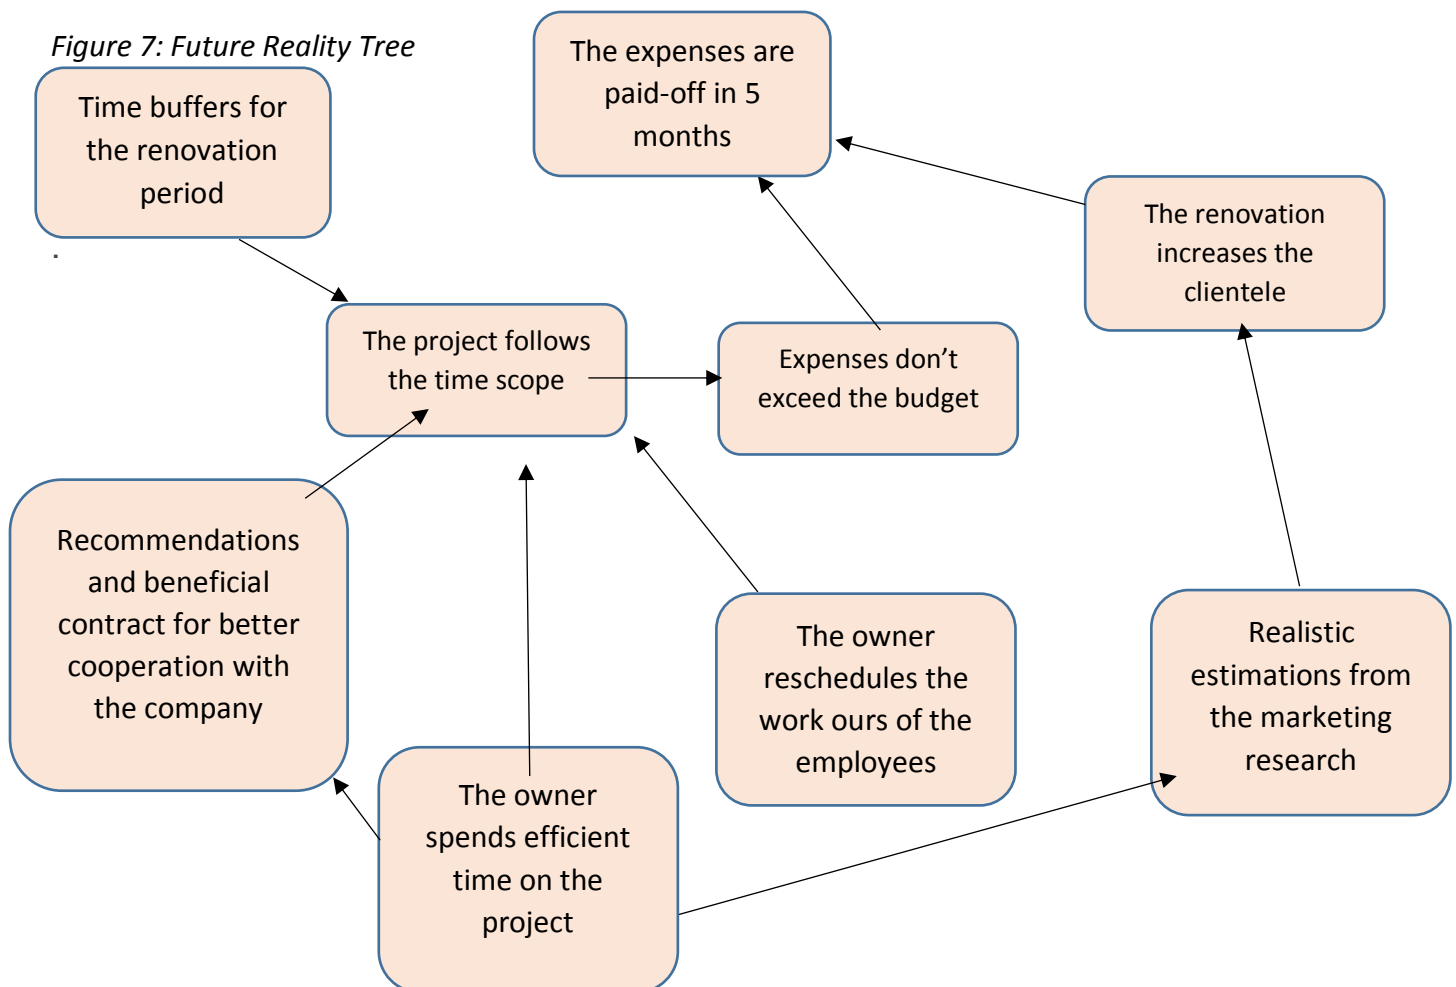 Figure 7: Future Reality Tree
The expenses are
paid-off in 5
months
Time buffers for
the renovation
period
.
The renovation
increases the
clientele
The project follows
the time scope
Expenses don’t
exceed the budget
Recommendations
and beneficial
contract for better
cooperation with
the company
The owner
reschedules the
work ours of the
employees
Realistic
estimations from
the marketing
research
The owner
spends efficient
time on the
project